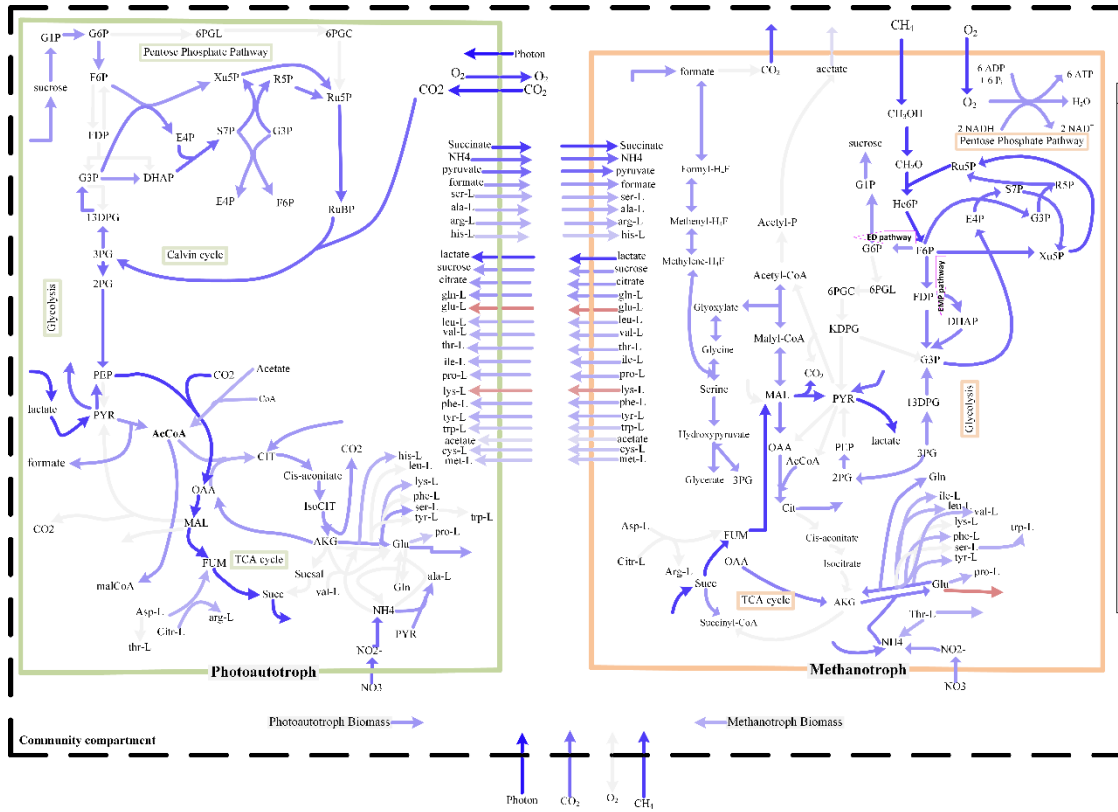 G1P
G6P
6PGL
6PGC
Pentose Phosphate Pathway
sucrose
F6P
Xu5P
R5P
Ru5P
FDP
E4P
S7P
G3P
G3P
DHAP
E4P
F6P
RuBP
13DPG
3PG
Calvin cycle
2PG
Glycolysis
PEP
CO2
Acetate
CoA
lactate
PYR
AcCoA
formate
CIT
CO2
Cis-aconitate
IsoCIT
OAA
MAL
CO2
AKG
Glu
FUM
TCA cycle
Sucsal
Gln
malCoA
Succ
val-L
NH4
ala-L
Asp-L
Citr-L
arg-L
thr-L
PYR
NO2-
NO3
his-L
leu-L
lys-L
phe-L
ser-L
tyr-L
trp-L
pro-L
Photoautotroph
Photon
O2
O2
CO2
CO2
Succinate
NH4
pyruvate
formate
ser-L
ala-L
arg-L
his-L
lactate
sucrose
citrate
gln-L
glu-L
leu-L
val-L
thr-L
ile-L
pro-L
lys-L
phe-L
tyr-L
trp-L
acetate
cys-L
met-L
Succinate
NH4
pyruvate
formate
ser-L
ala-L
arg-L
his-L
lactate
sucrose
citrate
gln-L
glu-L
leu-L
val-L
thr-L
ile-L
pro-L
lys-L
phe-L
tyr-L
trp-L
acetate
cys-L
met-L
formate
CO2
acetate
CH4
O2
6 ADP
+ 6 Pi
6 ATP
O2
H2O
2 NADH
2 NAD+
CH3OH
Pentose Phosphate Pathway
sucrose
CH2O
Ru5P
Formyl-H4F
G1P
He6P
S7P
R5P
E4P
G3P
Methenyl-H4F
Acetyl-P
ED pathway
G6P
F6P
Xu5P
Methylene-H4F
Acetyl-CoA
6PGC
6PGL
EMP pathway
FDP
Glyoxylate
DHAP
KDPG
Malyl-CoA
Glycine
G3P
CO2
Serine
MAL
PYR
13DPG
Glycolysis
lactate
Hydroxypyruvate
OAA
PEP
3PG
AcCoA
Glycerate
3PG
2PG
Gln
Cit
ile-L
leu-L
val-L
lys-L
phe-L
trp-L
ser-L
tyr-L
Asp-L
FUM
Cis-aconitate
Citr-L
OAA
Isocitrate
Arg-L
Succ
Glu
pro-L
TCA cycle
AKG
Succinyl-CoA
Thr-L
NH4
NO2-
NO3
Methanotroph
Photoautotroph Biomass
Methanotroph Biomass
Community compartment
Photon
CO2
O2
CH4